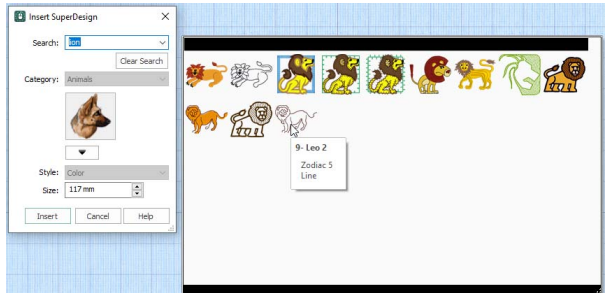 Insert SuperDesign
Search: lion
Clear Search
Category: Animals
Style: Color
Size: 117 mm
Insert Cancel Help
9- Leo 2
Zodiac 5
Line